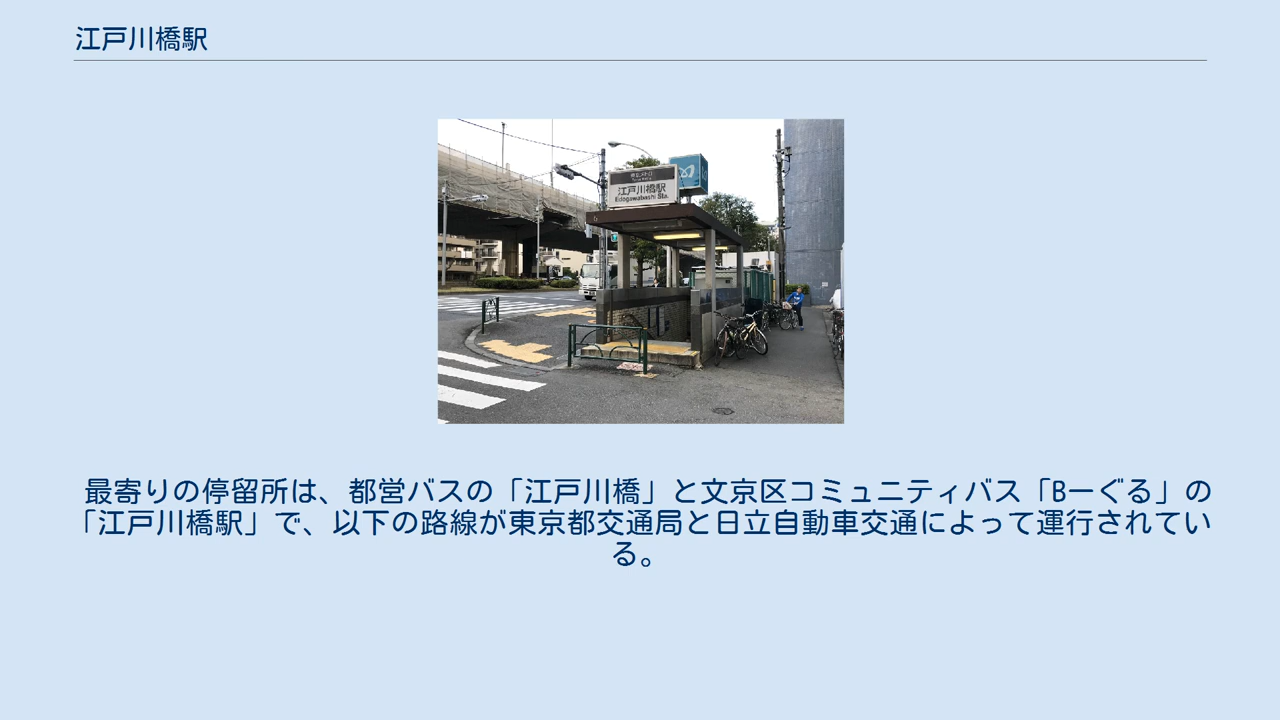 江戸川橋駅
江戸川橋駅
Edogawabashi Sta.
最寄りの停留所は、都営バスの「江戸川橋」と文京区コミュニティバス「Bーぐる」の
「江戸川橋駅」で、以下の路線が東京都交通局と日立自動車交通によって運行されてい
る。